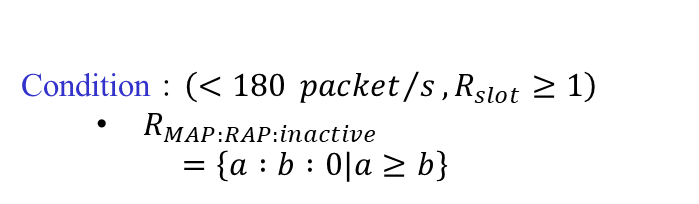 Condition : (< 180 packet/s , R_slot ≥ 1)
• R_MAP:RAP:inactive
= {a : b : 0|a ≥ b}